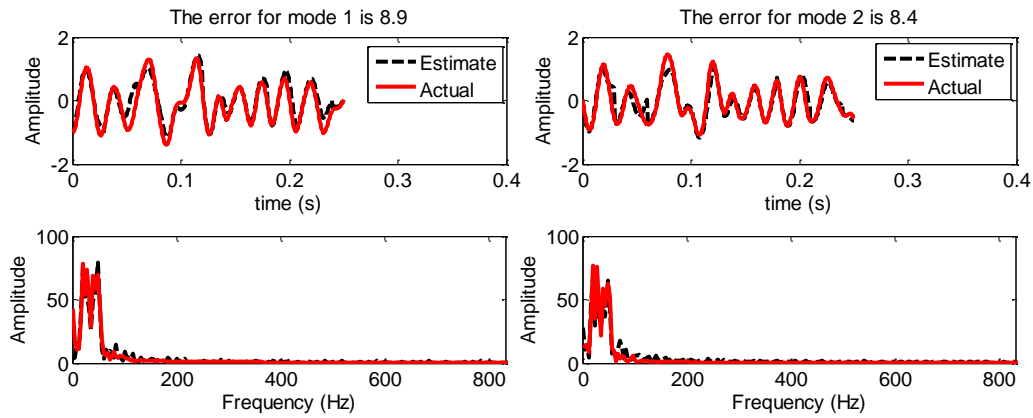 The error for mode 1 is 8.9
Amplitude
2
0
-2
Estimate
Actual
0
0.1
0.2
0.3
0.4
time (s)
Amplitude
100
50
0
0
200
400
600
800
Frequency (Hz)
The error for mode 2 is 8.4
Amplitude
2
0
-2
Estimate
Actual
0
0.1
0.2
0.3
0.4
time (s)
Amplitude
100
50
0
0
200
400
600
800
Frequency (Hz)